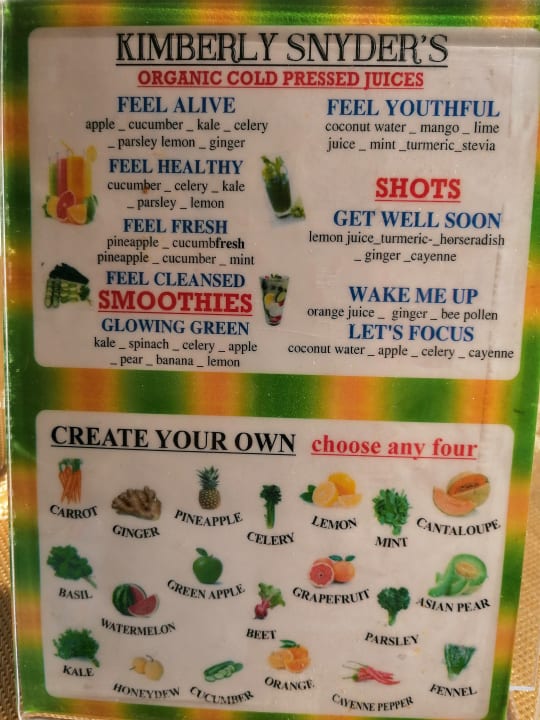 KIMBERLY SNYDER'S
ORGANIC COLD PRESSED JUICES
FEEL ALIVE
apple _ cucumber _ kale _ celery
_ parsley lemon _ ginger
FEEL HEALTHY
cucumber _ celery _ kale
_ parsley _ lemon
FEEL FRESH
pineapple _ cucumbfresh
pineapple _ cucumber _ mint
FEEL CLEANSED
SMOOTHIES
GLOWING GREEN
kale _ spinach _ celery _ apple
_ pear _ banana _ lemon
FEEL YOUTHFUL
coconut water _ mango _ lime
juice _ mint _turmeric_stevia
SHOTS
GET WELL SOON
lemon juice_turmeric-_horseradish
_ ginger _cayenne
WAKE ME UP
orange juice _ ginger _ bee pollen
LET'S FOCUS
coconut water _ apple _ celery _ cayenne
CREATE YOUR OWN choose any four
CARROT
GINGER
PINEAPPLE
CELERY
LEMON
MINT
CANTALOUPE
BASIL
WATERMELON
GREEN APPLE
BEET
GRAPEFRUIT
PARSLEY
ASIAN PEAR
KALE
HONEYDEW
CUCUMBER
ORANGE
CAYENNE PEPPER
FENNEL